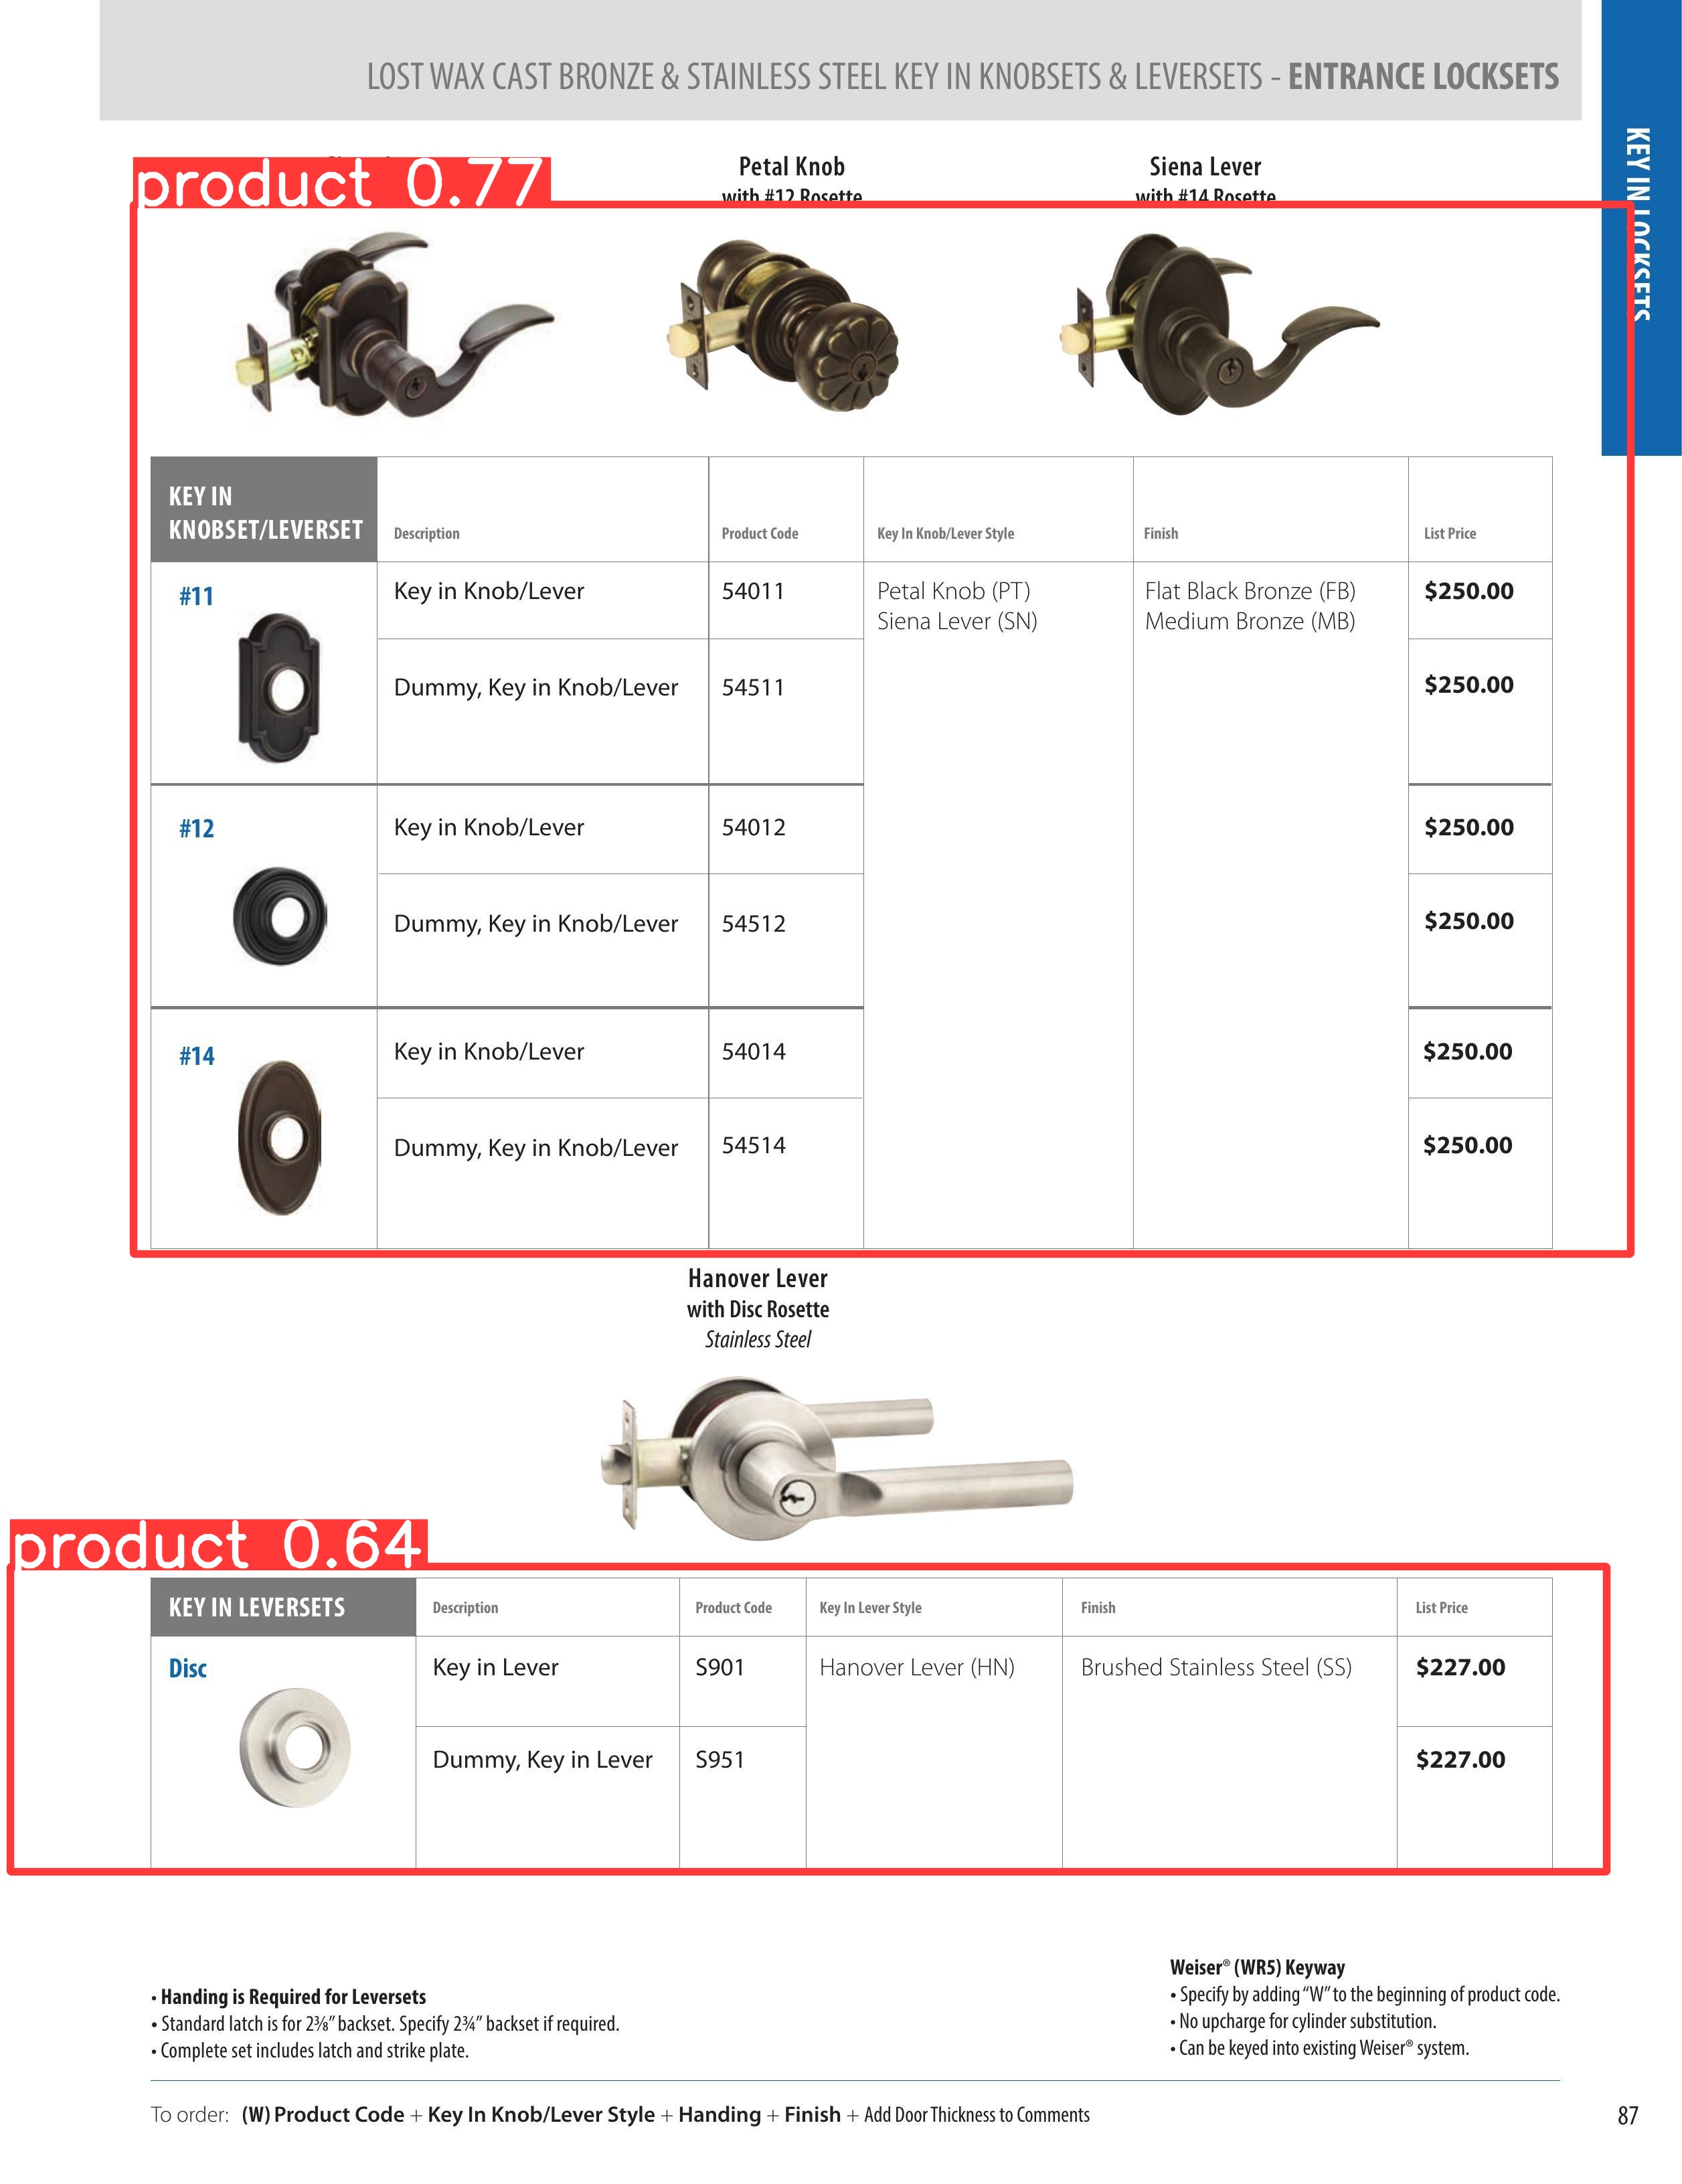 LOST WAX CAST BRONZE & STAINLESS STEEL KEY IN KNOBSETS & LEVERSETS - ENTRANCE LOCKSETS
KEY IN LOCKSETS
product 0.77
Petal Knob
with #12 Rosette
Siena Lever
with #14 Rosette
KEY IN
KNOBSET/LEVERSET Description Product Code Key In Knob/Lever Style Finish List Price
#11 Key in Knob/Lever 54011 Petal Knob (PT) Flat Black Bronze (FB) $250.00
Siena Lever (SN) Medium Bronze (MB)
Dummy, Key in Knob/Lever 54511 $250.00
#12 Key in Knob/Lever 54012 $250.00
Dummy, Key in Knob/Lever 54512 $250.00
#14 Key in Knob/Lever 54014 $250.00
Dummy, Key in Knob/Lever 54514 $250.00
Hanover Lever
with Disc Rosette
Stainless Steel
product 0.64
KEY IN LEVERSETS Description Product Code Key In Lever Style Finish List Price
Disc Key in Lever S901 Hanover Lever (HN) Brushed Stainless Steel (SS) $227.00
Dummy, Key in Lever S951 $227.00
• Handing is Required for Leversets
• Standard latch is for 2⅜” backset. Specify 2¾” backset if required.
• Complete set includes latch and strike plate.
Weiser® (WR5) Keyway
• Specify by adding “W” to the beginning of product code.
• No upcharge for cylinder substitution.
• Can be keyed into existing Weiser® system.
To order: (W) Product Code + Key In Knob/Lever Style + Handing + Finish + Add Door Thickness to Comments
87